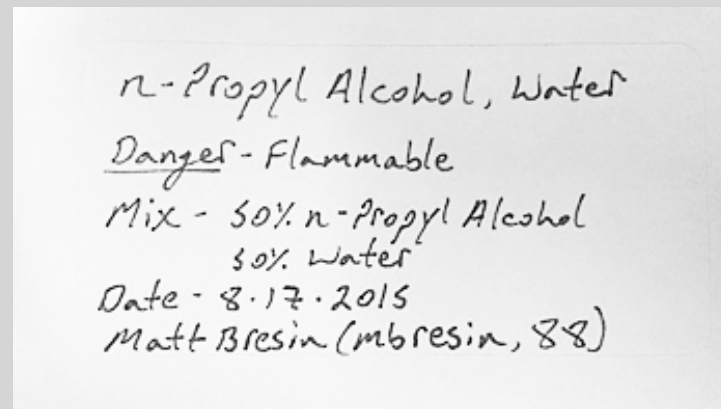 n-Propyl Alcohol, Water
Danger - Flammable
Mix - 50% n-Propyl Alcohol
50% Water
Date - 8.17.2015
Matt Bresin (mbresin, 88)